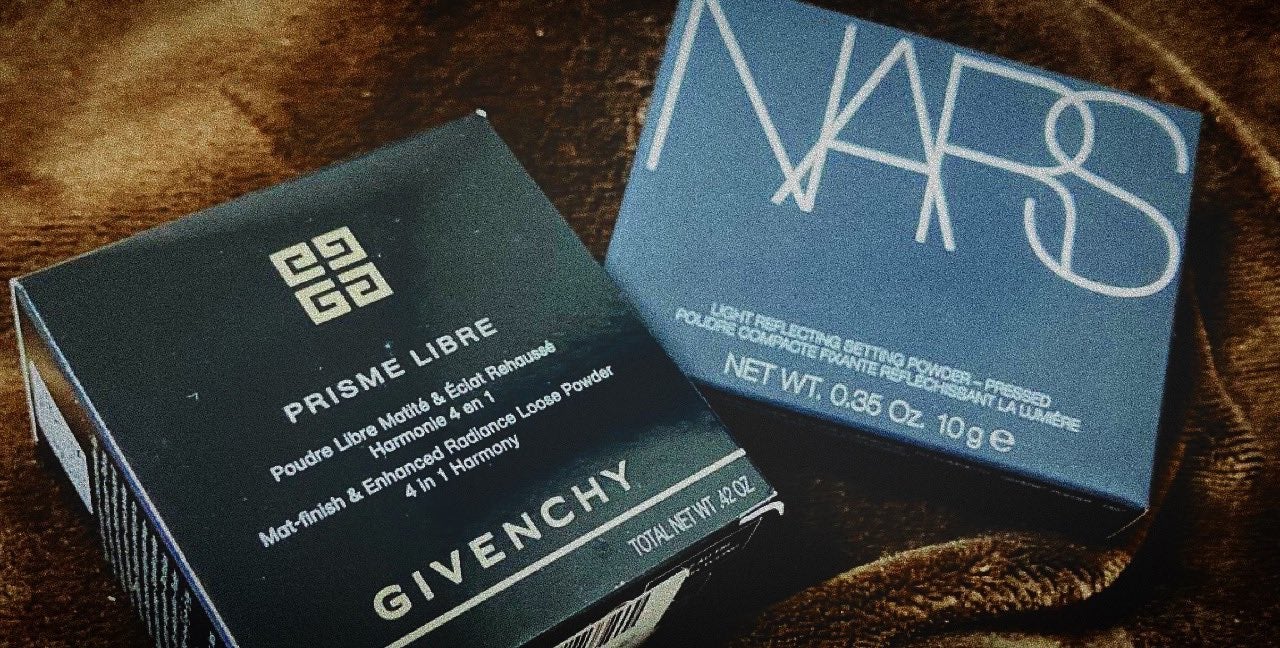 PRISME LIBRE
Poudre Libre Matité & Éclat Rehaussé
Harmonie 4 en 1
Mat-finish & Enhanced Radiance Loose Powder
4 in 1 Harmony
GIVENCHY
TOTAL NET WT .42 OZ
NARS
LIGHT REFLECTING SETTING POWDER – PRESSED
POUDRE COMPACTE FIXANTE RÉFLÉCHISSANT LA LUMIÈRE
NET WT. 0.35 Oz. 10 g e